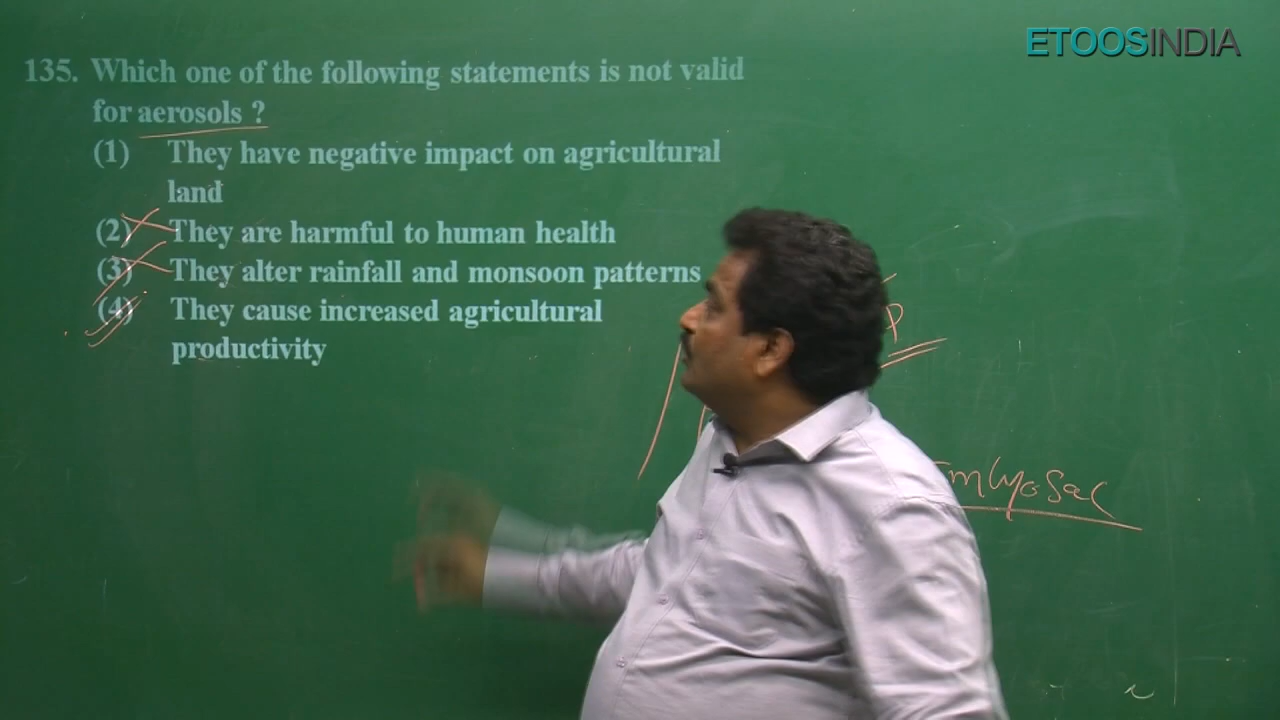 ETOOSINDIA
135. Which one of the following statements is not valid
for aerosols ?
(1) They have negative impact on agricultural
land
(2) They are harmful to human health
(3) They alter rainfall and monsoon patterns
(4) They cause increased agricultural
productivity
P